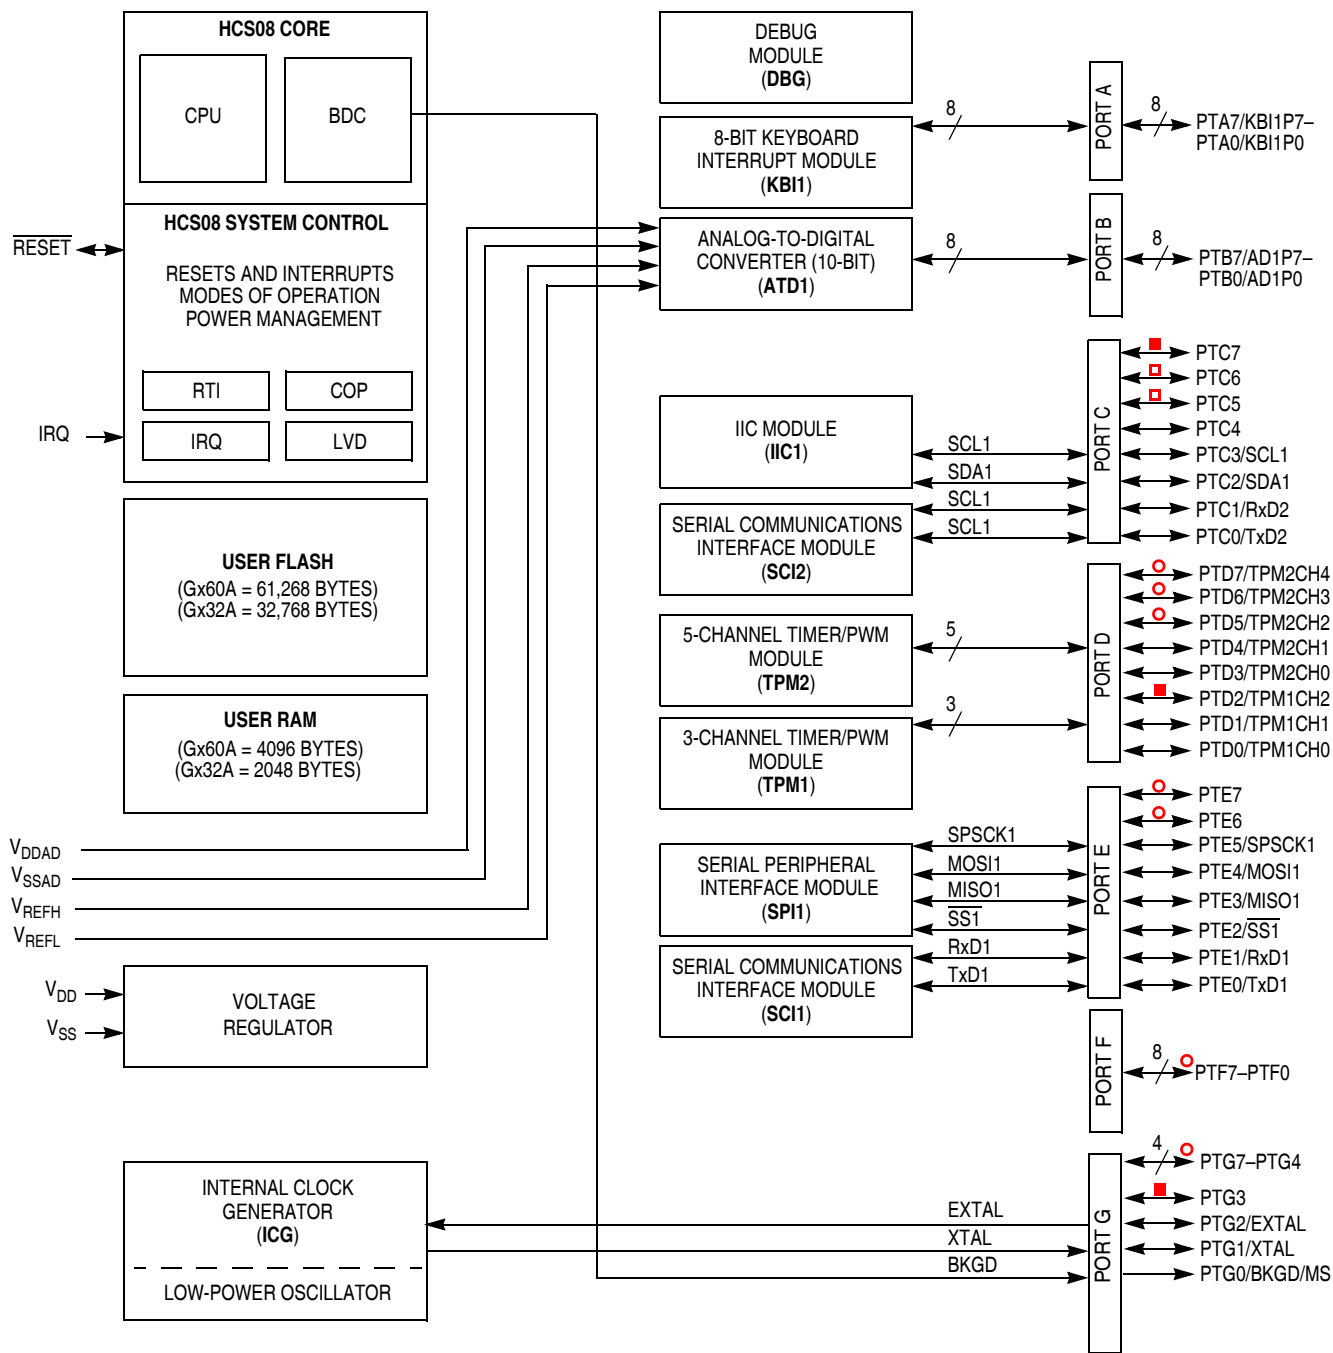 HCS08 CORE
CPU
BDC
HCS08 SYSTEM CONTROL
RESET
RESETS AND INTERRUPTS
MODES OF OPERATION
POWER MANAGEMENT
RTI
COP
IRQ
IRQ
LVD
USER FLASH
(Gx60A = 61,268 BYTES)
(Gx32A = 32,768 BYTES)
USER RAM
(Gx60A = 4096 BYTES)
(Gx32A = 2048 BYTES)
VDDAD
VSSAD
VREFH
VREFL
VDD
VSS
VOLTAGE
REGULATOR
INTERNAL CLOCK
GENERATOR
(ICG)
LOW-POWER OSCILLATOR
DEBUG
MODULE
(DBG)
8-BIT KEYBOARD
INTERRUPT MODULE
(KBI1)
8
PORT A
8
PTA7/KBI1P7–
PTA0/KBI1P0
ANALOG-TO-DIGITAL
CONVERTER (10-BIT)
(ATD1)
8
PORT B
8
PTB7/AD1P7–
PTB0/AD1P0
IIC MODULE
(IIC1)
SCL1
SDA1
SERIAL COMMUNICATIONS
INTERFACE MODULE
(SCI2)
SCL1
SCL1
PORT C
PTC7
PTC6
PTC5
PTC4
PTC3/SCL1
PTC2/SDA1
PTC1/RxD2
PTC0/TxD2
5-CHANNEL TIMER/PWM
MODULE
(TPM2)
5
3-CHANNEL TIMER/PWM
MODULE
(TPM1)
3
PORT D
PTD7/TPM2CH4
PTD6/TPM2CH3
PTD5/TPM2CH2
PTD4/TPM2CH1
PTD3/TPM2CH0
PTD2/TPM1CH2
PTD1/TPM1CH1
PTD0/TPM1CH0
SERIAL PERIPHERAL
INTERFACE MODULE
(SPI1)
SPSCK1
MOSI1
MISO1
SS1
SERIAL COMMUNICATIONS
INTERFACE MODULE
(SCI1)
RxD1
TxD1
PORT E
PTE7
PTE6
PTE5/SPSCK1
PTE4/MOSI1
PTE3/MISO1
PTE2/SS1
PTE1/RxD1
PTE0/TxD1
PORT F
8
PTF7–PTF0
EXTAL
XTAL
BKGD
PORT G
4
PTG7–PTG4
PTG3
PTG2/EXTAL
PTG1/XTAL
PTG0/BKGD/MS